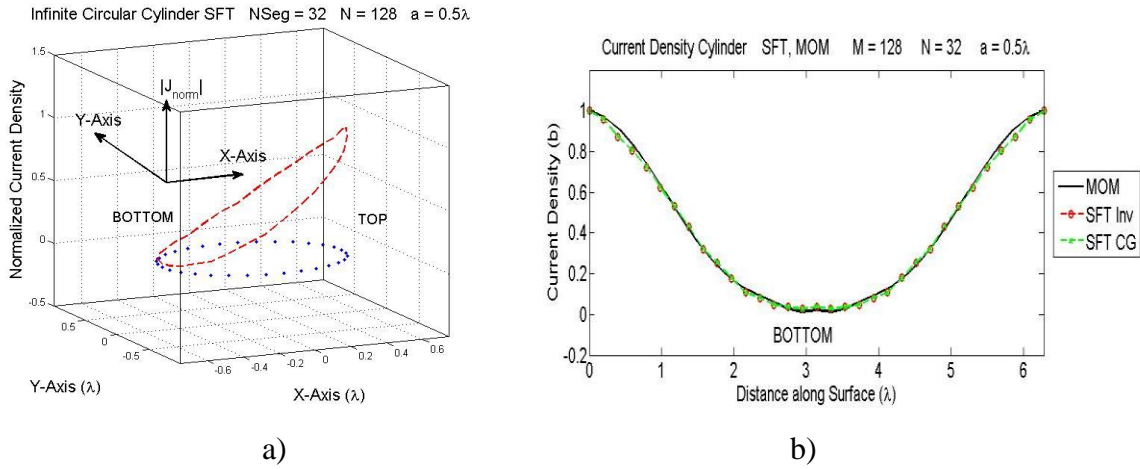 Infinite Circular Cylinder SFT NSeg = 32 N = 128 a = 0.5λ
Normalized Current Density
1.5
1
0.5
0
-0.5
|J_norm|
Y-Axis
X-Axis
BOTTOM
TOP
0.5
0
-0.5
-0.6
-0.4
-0.2
0
0.2
0.4
0.6
Y-Axis (λ)
X-Axis (λ)
a)
Current Density Cylinder SFT, MOM M = 128 N = 32 a = 0.5λ
Current Density (b)
1
0.8
0.6
0.4
0.2
0
-0.2
BOTTOM
0 1 2 3 4 5 6
Distance along Surface (λ)
MOM
SFT Inv
SFT CG
b)